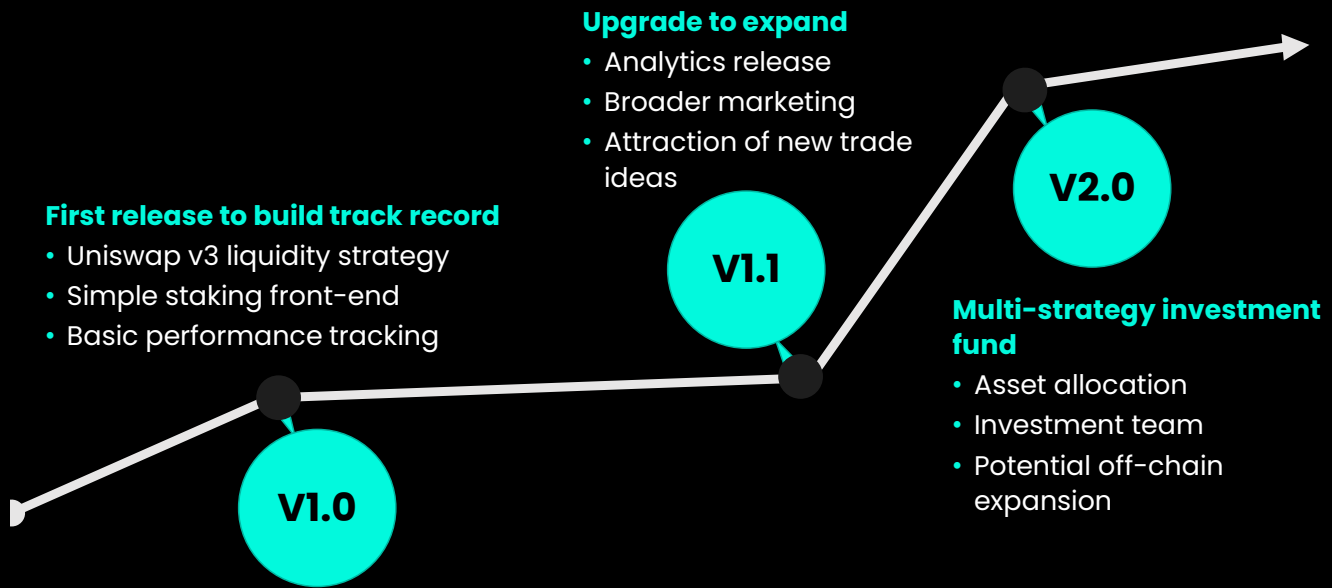 First release to build track record
• Uniswap v3 liquidity strategy
• Simple staking front-end
• Basic performance tracking
V1.0
Upgrade to expand
• Analytics release
• Broader marketing
• Attraction of new trade
ideas
V1.1
V2.0
Multi-strategy investment
fund
• Asset allocation
• Investment team
• Potential off-chain
expansion